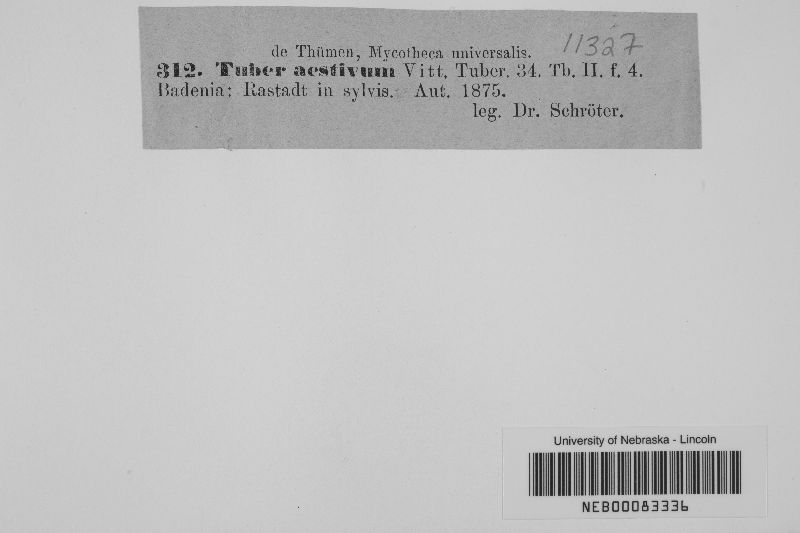 de Thümen, Mycotheca universalis. 11327
312. Tuber aestivum Vitt. Tuber. 34. Tb. II. f. 4.
Badenia: Rastadt in sylvis. Aut. 1875.
leg. Dr. Schröter.
University of Nebraska - Lincoln
NEB00083336